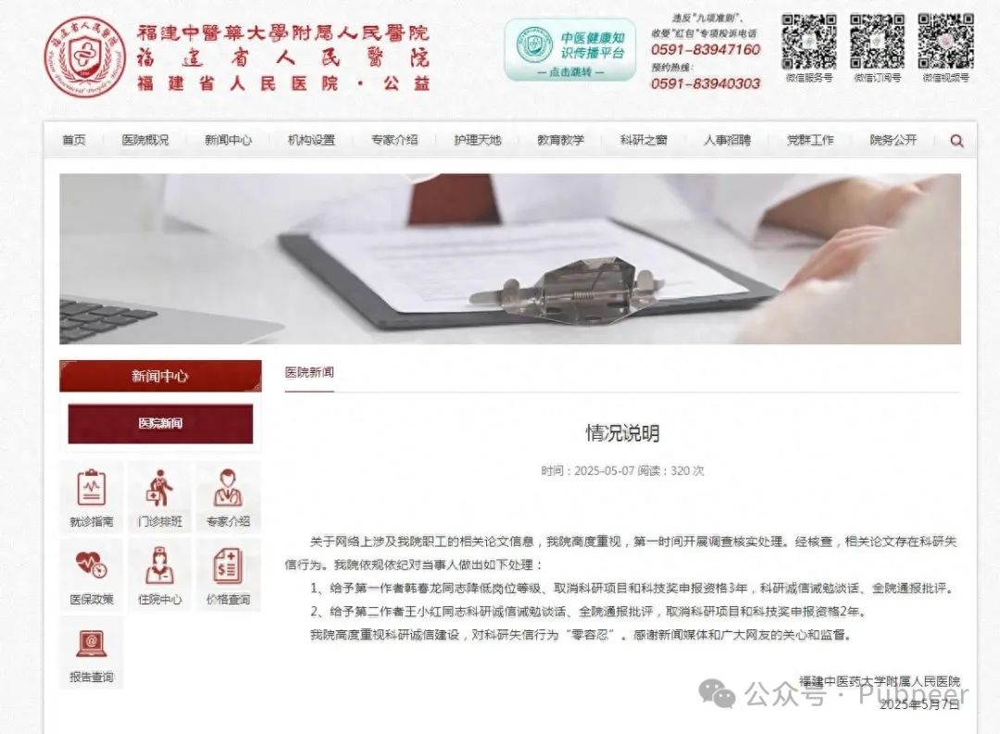 福建中醫藥大學附属人民醫院
福建省人民醫院
福建省人民医院·公益
中医健康知
识传播平台
—点击跳转—
违反“九项准则”、
收受“红包”专项投诉电话
0591-83947160
预约热线：
0591-83940303
微信服务号
微信订阅号
微信视频号
首页
医院概况
新闻中心
机构设置
专家介绍
护理天地
教育教学
科研之窗
人事招聘
党群工作
院务公开
新闻中心
医院新闻
就诊指南
门诊排班
专家介绍
医保政策
住院中心
价格查询
报告查询
医院新闻
情况说明
时间：2025-05-07 阅读：320 次
关于网络上涉及我院职工的相关论文信息，我院高度重视，第一时间开展调查核实处理。经核查，相关论文存在科研失
信行为。我院依规依纪对当事人做出如下处理：
1、给予第一作者韩春龙同志降低岗位等级、取消科研项目和科技奖申报资格3年，科研诚信诫勉谈话、全院通报批评。
2、给予第二作者王小红同志科研诚信诫勉谈话、全院通报批评，取消科研项目和科技奖申报资格2年。
我院高度重视科研诚信建设，对科研失信行为“零容忍”。感谢新闻媒体和广大网友的关心和监督。
福建中医药大学附属人民医院
2025年5月7日
公众号·Pubpeer